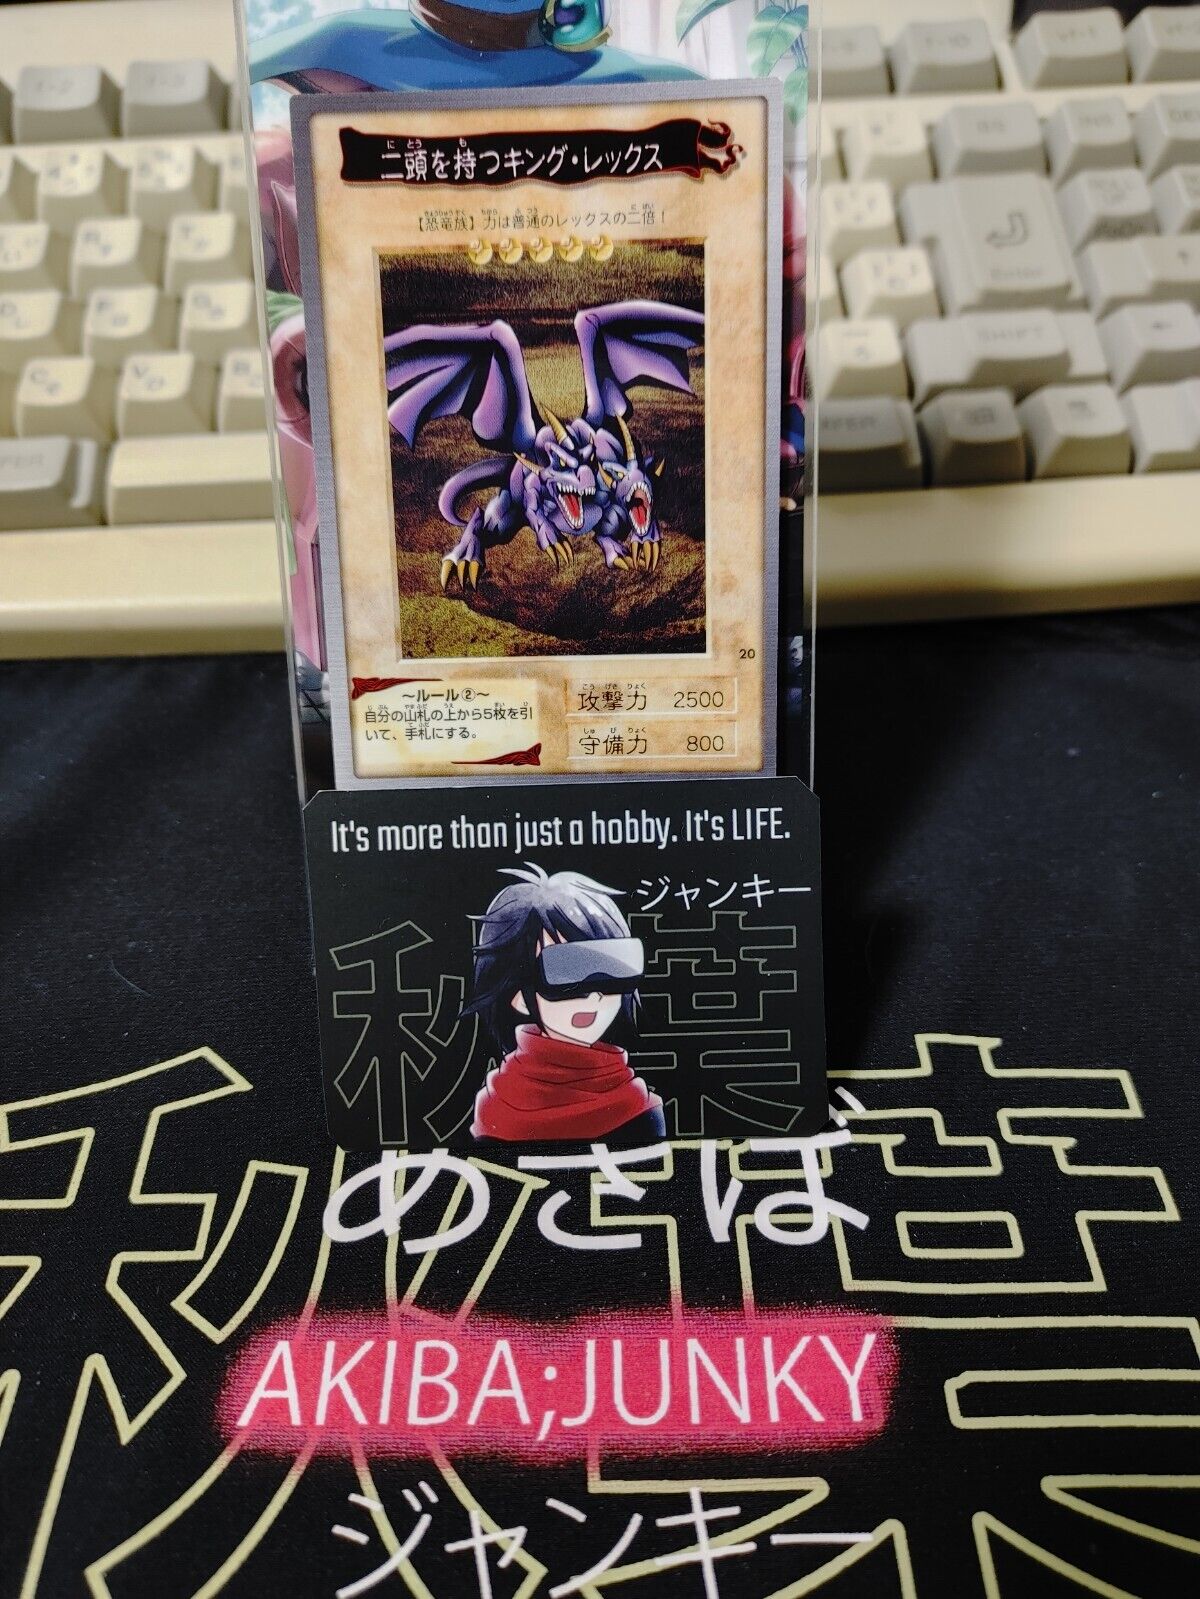 二頭を持つキング・レックス
【恐竜族】力は普通のレックスの二倍！
20
〜ルール②〜
自分の山札の上から5枚を引
いて、手札にする。
攻撃力 2500
守備力 800
It's more than just a hobby. It's LIFE.
ジャンキー
秋葉
めさば
秋葉
AKIBA;JUNKY
ジャンキー